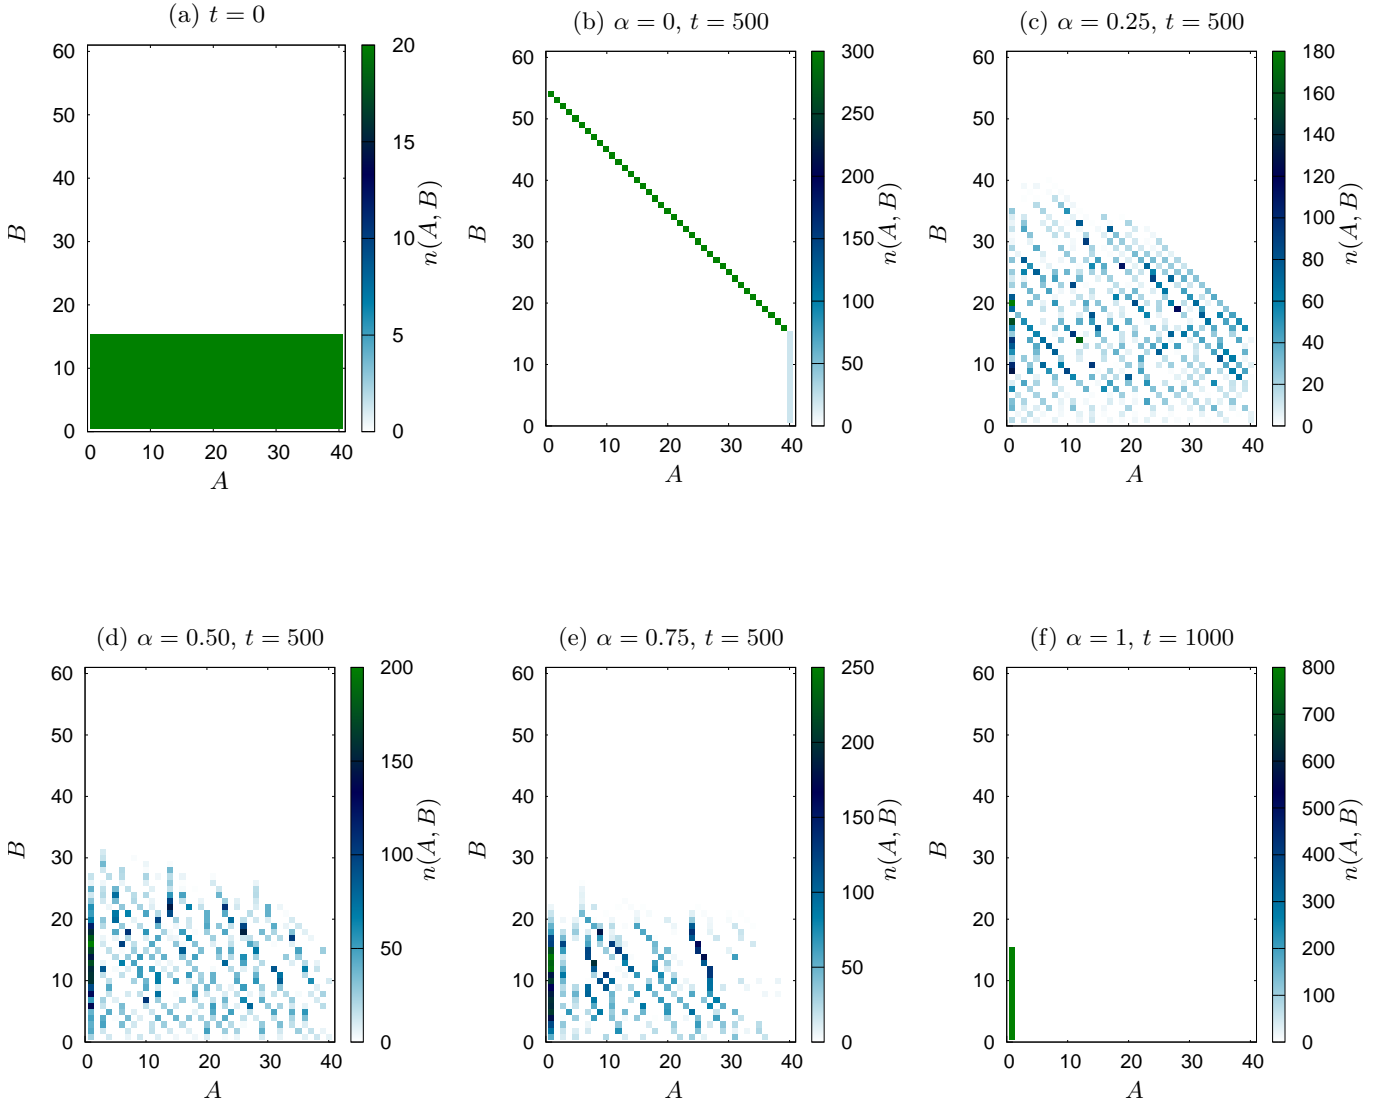 (a) t = 0
60
50
40
30
20
10
0
B
0 10 20 30 40
A
20
15
10
5
0
n(A, B)
(b) α = 0, t = 500
60
50
40
30
20
10
0
B
0 10 20 30 40
A
300
250
200
150
100
50
0
n(A, B)
(c) α = 0.25, t = 500
60
50
40
30
20
10
0
B
0 10 20 30 40
A
180
160
140
120
100
80
60
40
20
0
n(A, B)
(d) α = 0.50, t = 500
60
50
40
30
20
10
0
B
0 10 20 30 40
A
200
150
100
50
0
n(A, B)
(e) α = 0.75, t = 500
60
50
40
30
20
10
0
B
0 10 20 30 40
A
250
200
150
100
50
0
n(A, B)
(f) α = 1, t = 1000
60
50
40
30
20
10
0
B
0 10 20 30 40
A
800
700
600
500
400
300
200
100
0
n(A, B)